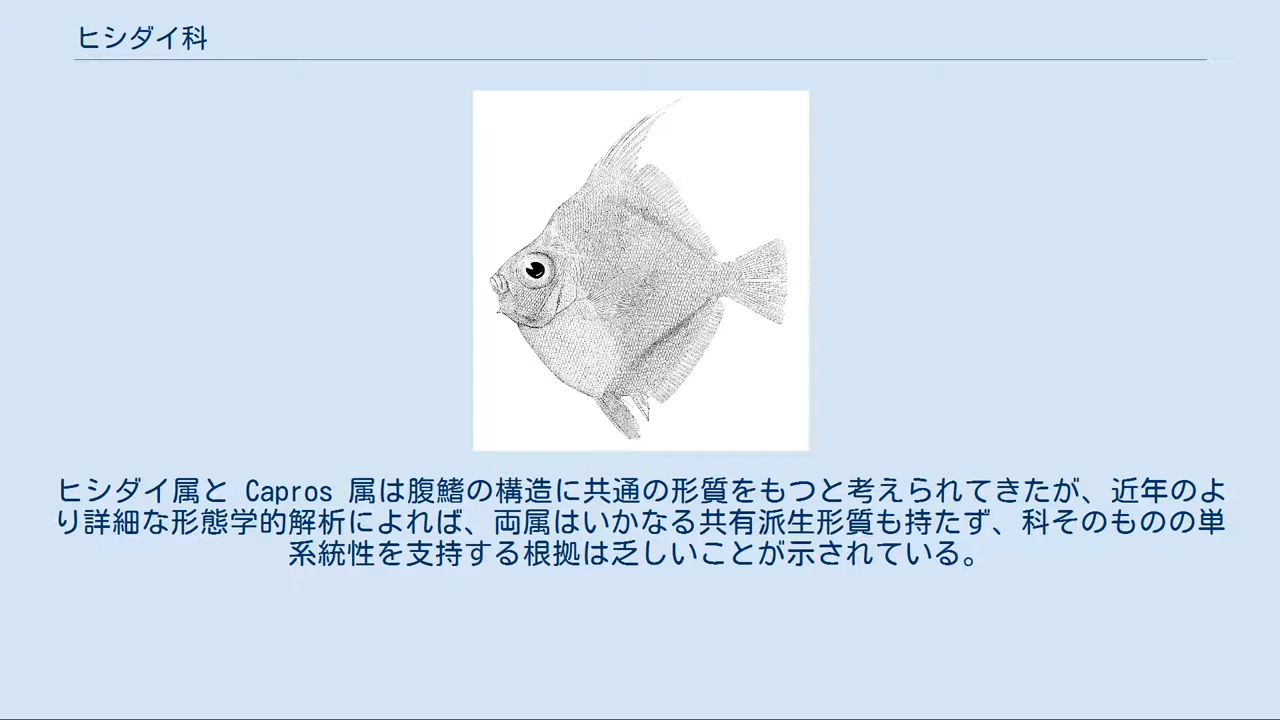 ヒシダイ科
ヒシダイ属と Capros 属は腹鰭の構造に共通の形質をもつと考えられてきたが、近年のよ
り詳細な形態学的解析によれば、両属はいかなる共有派生形質も持たず、科そのものの単
系統性を支持する根拠は乏しいことが示されている。